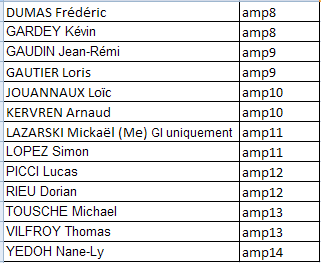 DUMAS Frédéric amp8
GARDEY Kévin amp8
GAUDIN Jean-Rémi amp9
GAUTIER Loris amp9
JOUANNAUX Loïc amp10
KERVREN Arnaud amp10
LAZARSKI Mickaël (Me) GI uniquement amp11
LOPEZ Simon amp11
PICCI Lucas amp12
RIEU Dorian amp12
TOUSCHE Michael amp13
VILFROY Thomas amp13
YEDOH Nane-Ly amp14